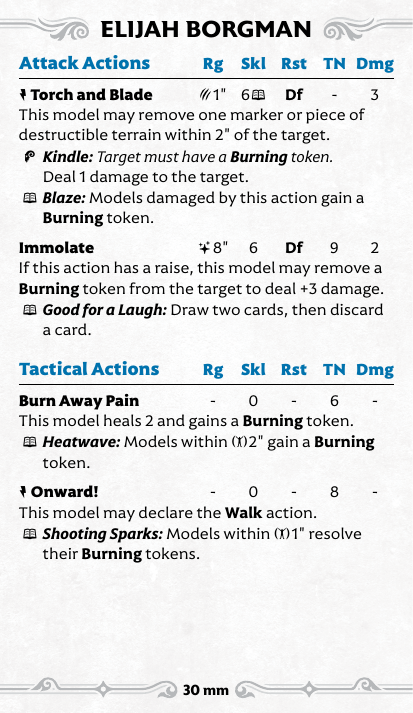 ELIJAH BORGMAN
Attack Actions Rg Skl Rst TN Dmg
Torch and Blade 1" 6 Df - 3
This model may remove one marker or piece of
destructible terrain within 2" of the target.
Kindle: Target must have a Burning token.
Deal 1 damage to the target.
Blaze: Models damaged by this action gain a
Burning token.
Immolate 8" 6 Df 9 2
If this action has a raise, this model may remove a
Burning token from the target to deal +3 damage.
Good for a Laugh: Draw two cards, then discard
a card.
Tactical Actions Rg Skl Rst TN Dmg
Burn Away Pain - 0 - 6 -
This model heals 2 and gains a Burning token.
Heatwave: Models within 2" gain a Burning
token.
Onward! - 0 - 8 -
This model may declare the Walk action.
Shooting Sparks: Models within 1" resolve
their Burning tokens.
30 mm